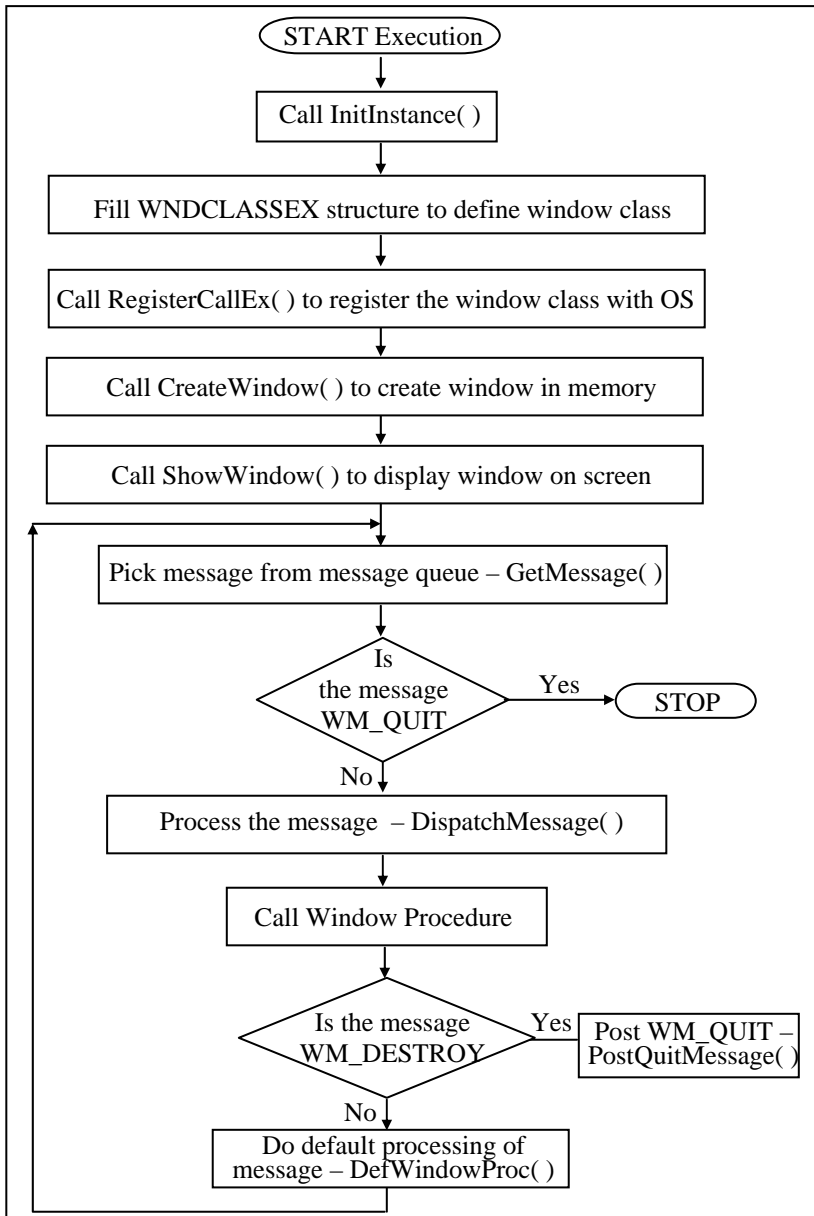 START Execution
Call InitInstance( )
Fill WNDCLASSEX structure to define window class
Call RegisterCallEx( ) to register the window class with OS
Call CreateWindow( ) to create window in memory
Call ShowWindow( ) to display window on screen
Pick message from message queue – GetMessage( )
Is
the message
WM_QUIT
Yes
STOP
No
Process the message – DispatchMessage( )
Call Window Procedure
Is the message
WM_DESTROY
Yes
Post WM_QUIT –
PostQuitMessage( )
No
Do default processing of
message – DefWindowProc( )